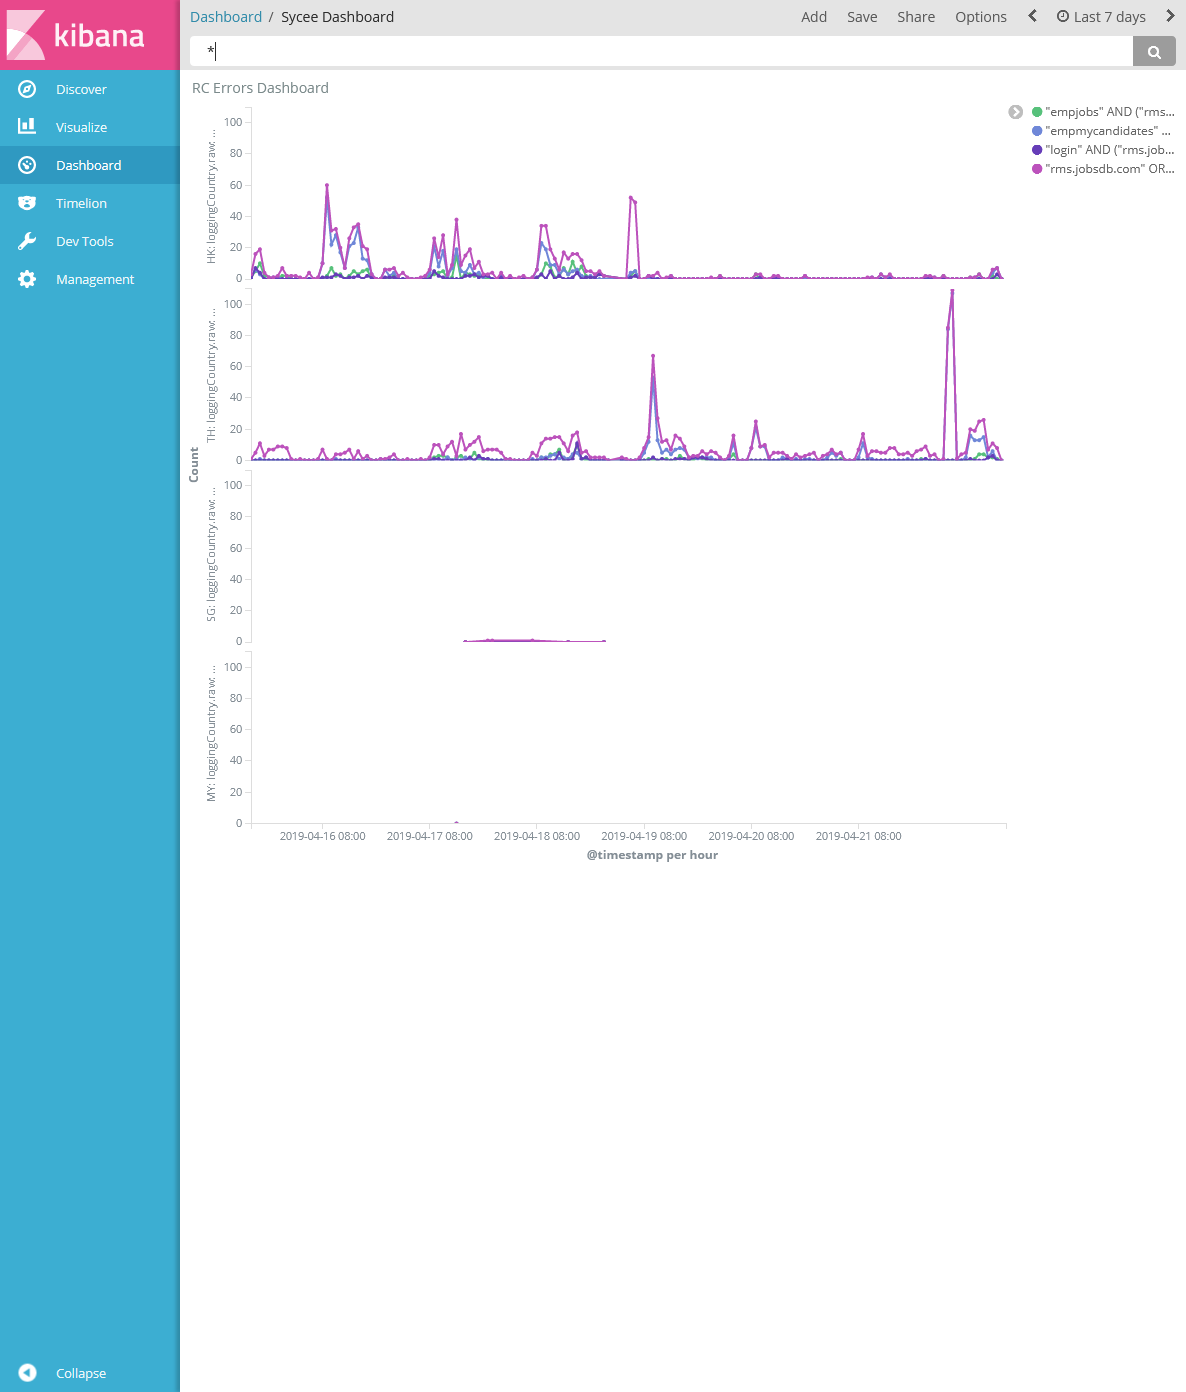 kibana
Discover
Visualize
Dashboard
Timelion
Dev Tools
Management
Collapse
Dashboard / Sycee Dashboard
Add Save Share Options Last 7 days
*
RC Errors Dashboard
"empjobs" AND ("rms...
"empmycandidates" ...
"login" AND ("rms.job...
"rms.jobsdb.com" OR...
Count
HK: loggingCountry.raw: ...
100
80
60
40
20
0
TH: loggingCountry.raw: ...
100
80
60
40
20
0
SG: loggingCountry.raw: ...
100
80
60
40
20
0
MY: loggingCountry.raw: ...
100
80
60
40
20
0
2019-04-16 08:00 2019-04-17 08:00 2019-04-18 08:00 2019-04-19 08:00 2019-04-20 08:00 2019-04-21 08:00
@timestamp per hour